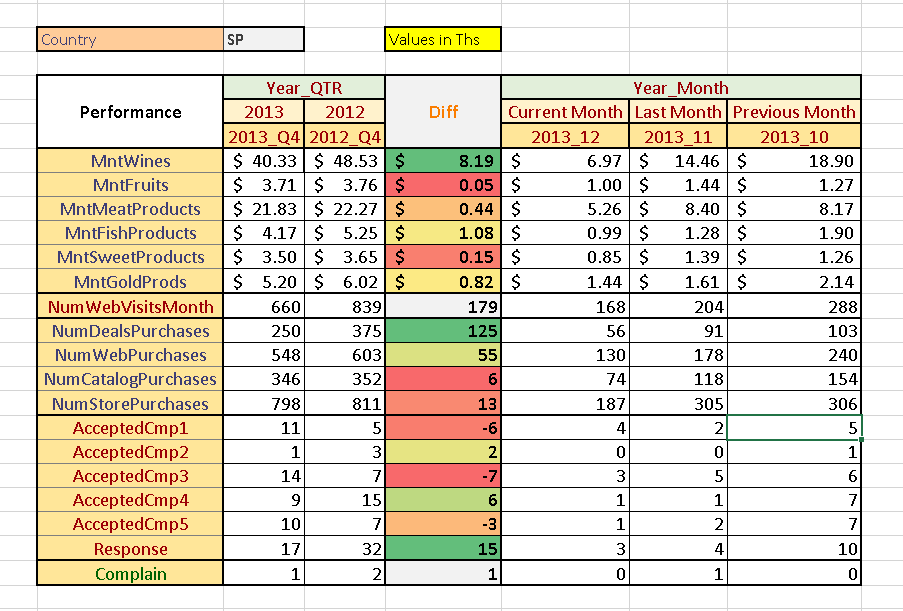 Country SP Values in Ths
Year_QTR Year_Month
Performance 2013 2012 Diff Current Month Last Month Previous Month
2013_Q4 2012_Q4 2013_12 2013_11 2013_10
MntWines $ 40.33 $ 48.53 $ 8.19 $ 6.97 $ 14.46 $ 18.90
MntFruits $ 3.71 $ 3.76 $ 0.05 $ 1.00 $ 1.44 $ 1.27
MntMeatProducts $ 21.83 $ 22.27 $ 0.44 $ 5.26 $ 8.40 $ 8.17
MntFishProducts $ 4.17 $ 5.25 $ 1.08 $ 0.99 $ 1.28 $ 1.90
MntSweetProducts $ 3.50 $ 3.65 $ 0.15 $ 0.85 $ 1.39 $ 1.26
MntGoldProds $ 5.20 $ 6.02 $ 0.82 $ 1.44 $ 1.61 $ 2.14
NumWebVisitsMonth 660 839 179 168 204 288
NumDealsPurchases 250 375 125 56 91 103
NumWebPurchases 548 603 55 130 178 240
NumCatalogPurchases 346 352 6 74 118 154
NumStorePurchases 798 811 13 187 305 306
AcceptedCmp1 11 5 -6 4 2 5
AcceptedCmp2 1 3 2 0 0 1
AcceptedCmp3 14 7 -7 3 5 6
AcceptedCmp4 9 15 6 1 1 7
AcceptedCmp5 10 7 -3 1 2 7
Response 17 32 15 3 4 10
Complain 1 2 1 0 1 0